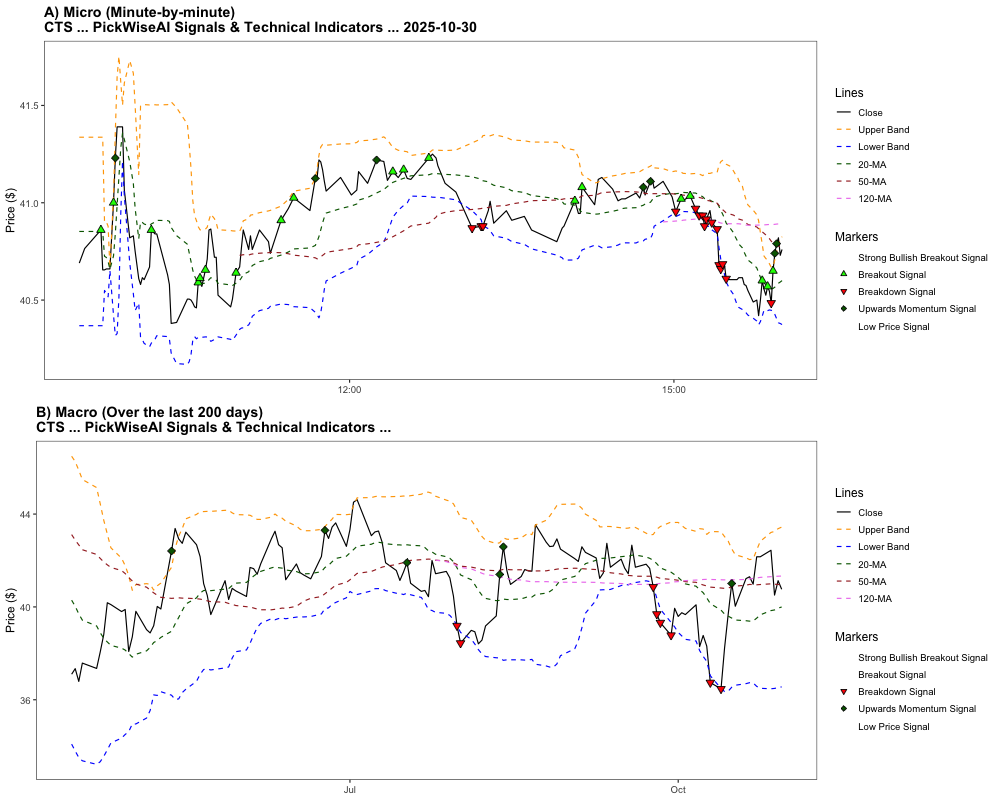 A) Micro (Minute-by-minute)
CTS ... PickWiseAI Signals & Technical Indicators ... 2025-10-30
Price ($)
41.5
41.0
40.5
12:00
15:00
Lines
Close
Upper Band
Lower Band
20-MA
50-MA
120-MA
Markers
Strong Bullish Breakout Signal
Breakout Signal
Breakdown Signal
Upwards Momentum Signal
Low Price Signal
B) Macro (Over the last 200 days)
CTS ... PickWiseAI Signals & Technical Indicators ...
Price ($)
44
40
36
Jul
Oct
Lines
Close
Upper Band
Lower Band
20-MA
50-MA
120-MA
Markers
Strong Bullish Breakout Signal
Breakout Signal
Breakdown Signal
Upwards Momentum Signal
Low Price Signal